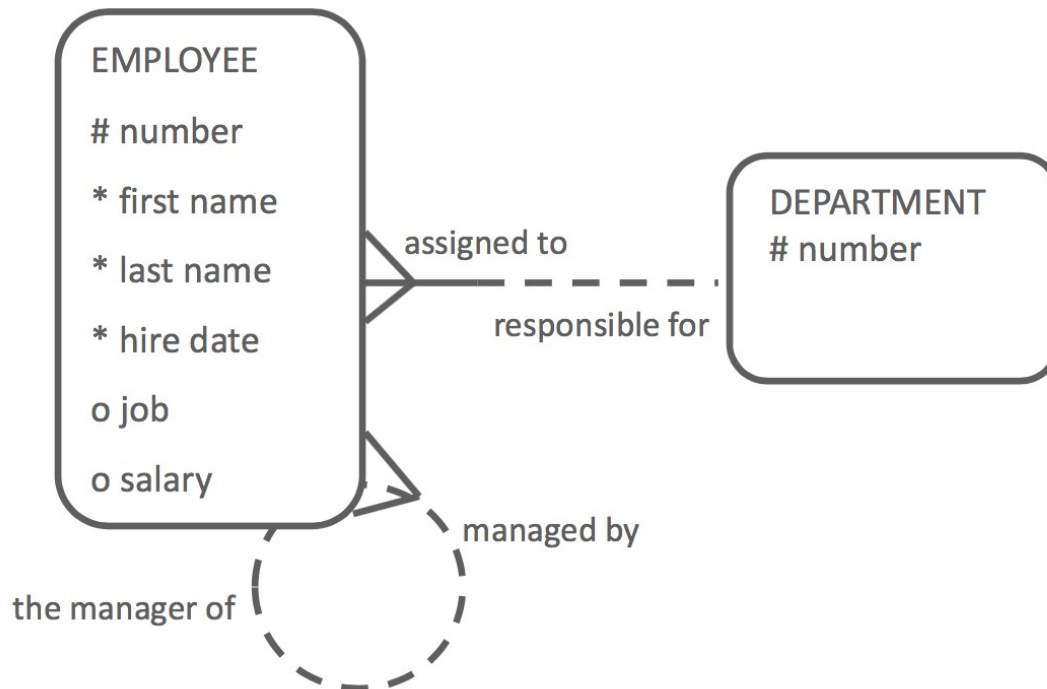 EMPLOYEE
# number
* first name
* last name
* hire date
o job
o salary
assigned to
responsible for
DEPARTMENT
# number
managed by
the manager of